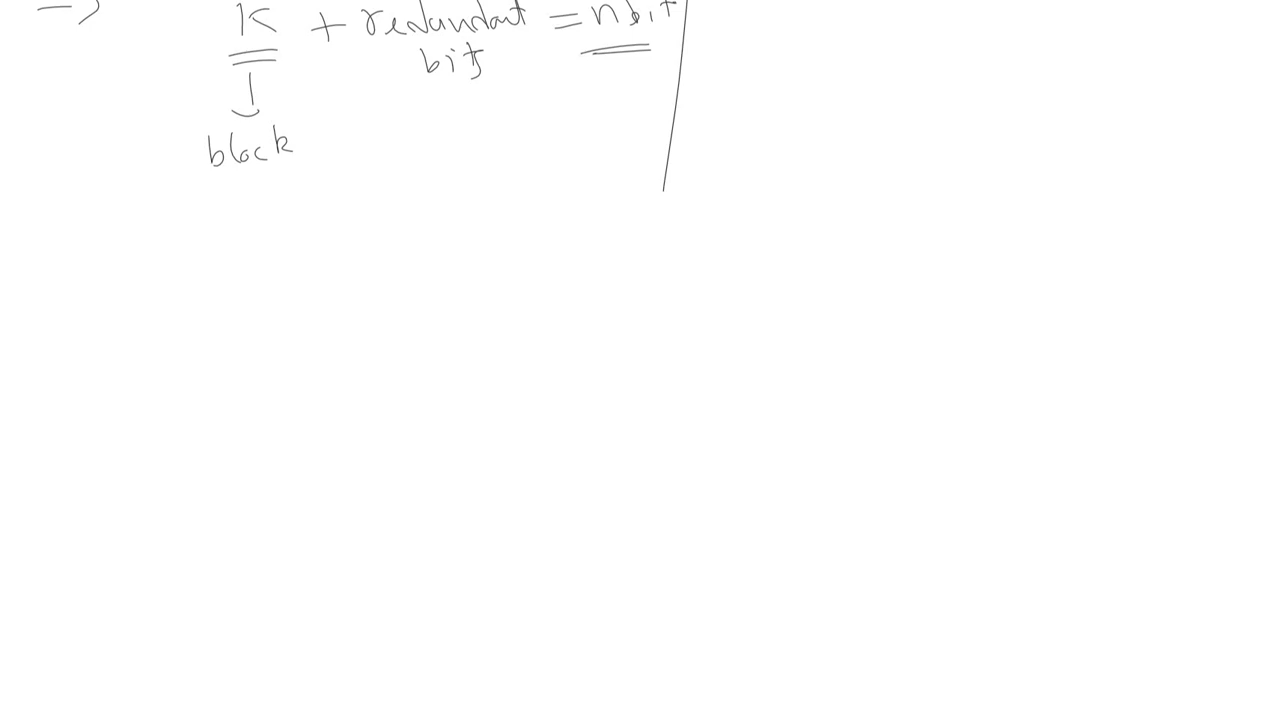 → K + redundant = n bit
bits
↓
block